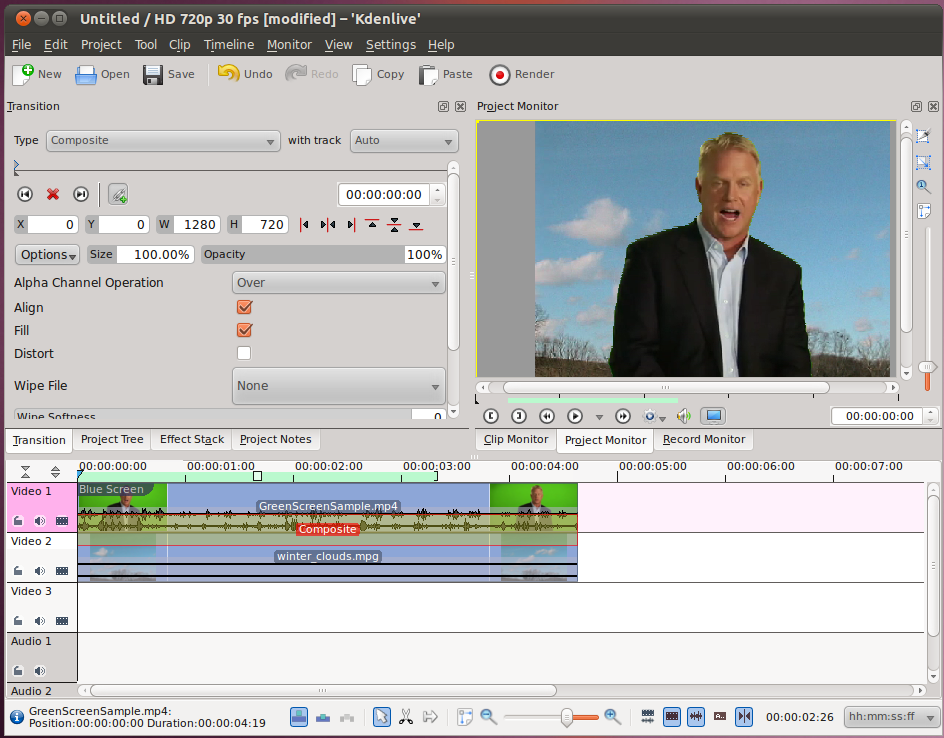 Untitled / HD 720p 30 fps [modified] – 'Kdenlive'
File Edit Project Tool Clip Timeline Monitor View Settings Help
New Open Save Undo Redo Copy Paste Render
Transition
Type Composite with track Auto
00:00:00:00
X 0 Y 0 W 1280 H 720
Options Size 100.00% Opacity 100%
Alpha Channel Operation Over
Align
Fill
Distort
Wipe File None
Wipe Softness 0
Transition Project Tree Effect Stack Project Notes
Project Monitor
00:00:00:00
Clip Monitor Project Monitor Record Monitor
00:00:00:00 00:00:01:00 00:00:02:00 00:00:03:00 00:00:04:00 00:00:05:00 00:00:06:00 00:00:07:00
Video 1
Blue Screen
GreenScreenSample.mp4
Composite
Video 2
winter_clouds.mpg
Video 3
Audio 1
Audio 2
GreenScreenSample.mp4:
Position:00:00:00:00 Duration:00:00:04:19
00:00:02:26 hh:mm:ss:ff